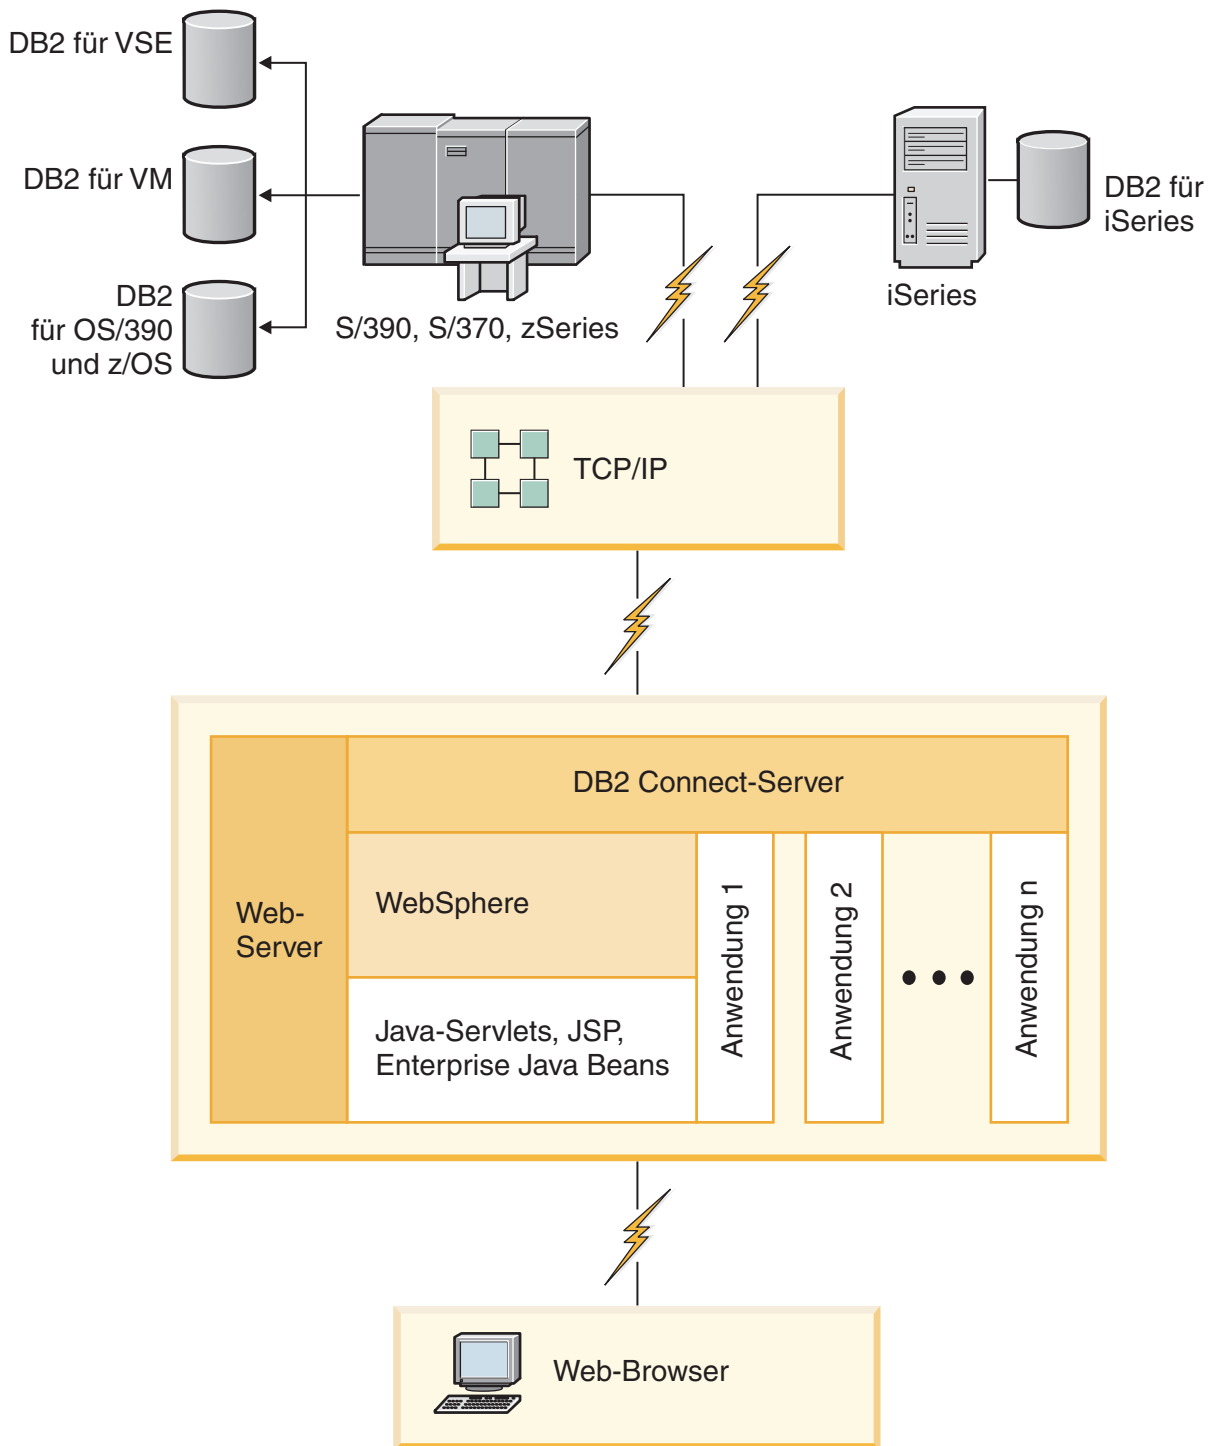 DB2 für VSE
DB2 für VM
DB2
für OS/390
und z/OS
S/390, S/370, zSeries
iSeries
DB2 für
iSeries
TCP/IP
DB2 Connect-Server
Web-
Server
WebSphere
Java-Servlets, JSP,
Enterprise Java Beans
Anwendung 1
Anwendung 2
Anwendung n
Web-Browser